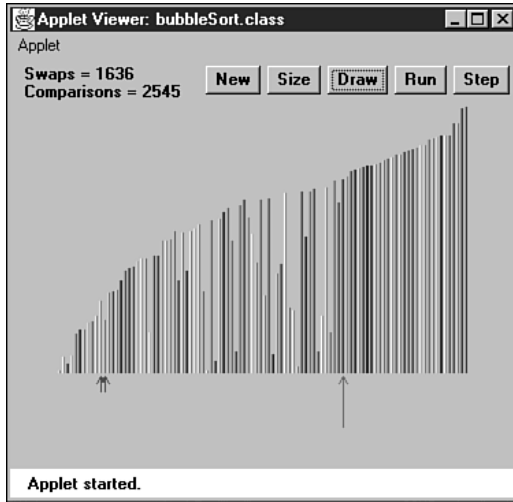 Applet Viewer: bubbleSort.class
Applet
Swaps = 1636
Comparisons = 2545
New Size Draw Run Step
Applet started.